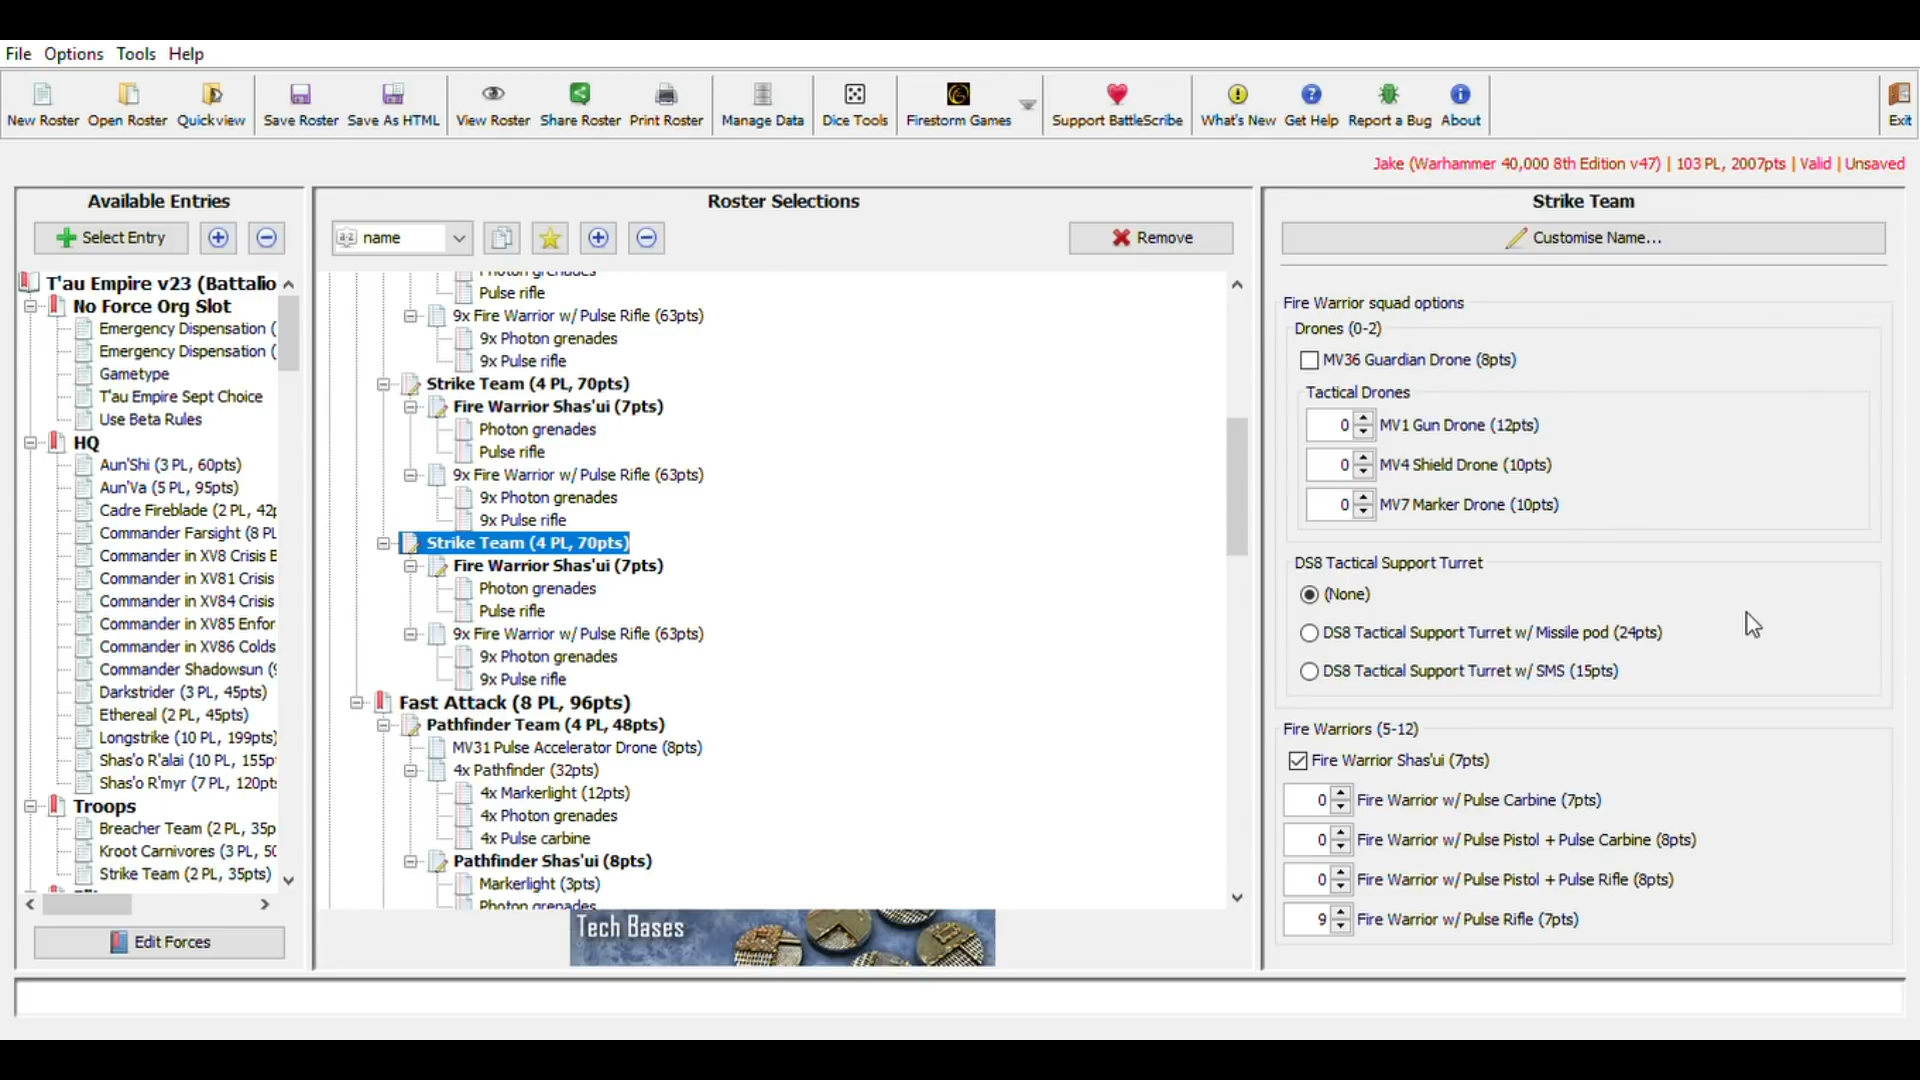 File Options Tools Help
New Roster Open Roster Quickview Save Roster Save As HTML View Roster Share Roster Print Roster Manage Data Dice Tools Firestorm Games Support BattleScribe What's New Get Help Report a Bug About Exit
Jake (Warhammer 40,000 8th Edition v47) | 103 PL, 2007pts | Valid | Unsaved
Available Entries
Select Entry
T'au Empire v23 (Battalio
No Force Org Slot
Emergency Dispensation (
Emergency Dispensation (
Gametype
T'au Empire Sept Choice
Use Beta Rules
HQ
Aun'Shi (3 PL, 60pts)
Aun'Va (5 PL, 95pts)
Cadre Fireblade (2 PL, 42p
Commander Farsight (8 PL
Commander in XV8 Crisis B
Commander in XV81 Crisis
Commander in XV84 Crisis
Commander in XV85 Enfor
Commander in XV86 Colds
Commander Shadowsun (9
Darkstrider (3 PL, 45pts)
Ethereal (2 PL, 45pts)
Longstrike (10 PL, 199pts)
Shas'o R'alai (10 PL, 155p
Shas'o R'myr (7 PL, 120pts
Troops
Breacher Team (2 PL, 35p
Kroot Carnivores (3 PL, 50
Strike Team (2 PL, 35pts)
Edit Forces
Roster Selections
a-z name
Remove
Photon grenades
Pulse rifle
9x Fire Warrior w/ Pulse Rifle (63pts)
9x Photon grenades
9x Pulse rifle
Strike Team (4 PL, 70pts)
Fire Warrior Shas'ui (7pts)
Photon grenades
Pulse rifle
9x Fire Warrior w/ Pulse Rifle (63pts)
9x Photon grenades
9x Pulse rifle
Strike Team (4 PL, 70pts)
Fire Warrior Shas'ui (7pts)
Photon grenades
Pulse rifle
9x Fire Warrior w/ Pulse Rifle (63pts)
9x Photon grenades
9x Pulse rifle
Fast Attack (8 PL, 96pts)
Pathfinder Team (4 PL, 48pts)
MV31 Pulse Accelerator Drone (8pts)
4x Pathfinder (32pts)
4x Markerlight (12pts)
4x Photon grenades
4x Pulse carbine
Pathfinder Shas'ui (8pts)
Markerlight (3pts)
Photon grenades
Tech Bases
Strike Team
Customise Name...
Fire Warrior squad options
Drones (0-2)
MV36 Guardian Drone (8pts)
Tactical Drones
0 MV1 Gun Drone (12pts)
0 MV4 Shield Drone (10pts)
0 MV7 Marker Drone (10pts)
DS8 Tactical Support Turret
(None)
DS8 Tactical Support Turret w/ Missile pod (24pts)
DS8 Tactical Support Turret w/ SMS (15pts)
Fire Warriors (5-12)
Fire Warrior Shas'ui (7pts)
0 Fire Warrior w/ Pulse Carbine (7pts)
0 Fire Warrior w/ Pulse Pistol + Pulse Carbine (8pts)
0 Fire Warrior w/ Pulse Pistol + Pulse Rifle (8pts)
9 Fire Warrior w/ Pulse Rifle (7pts)